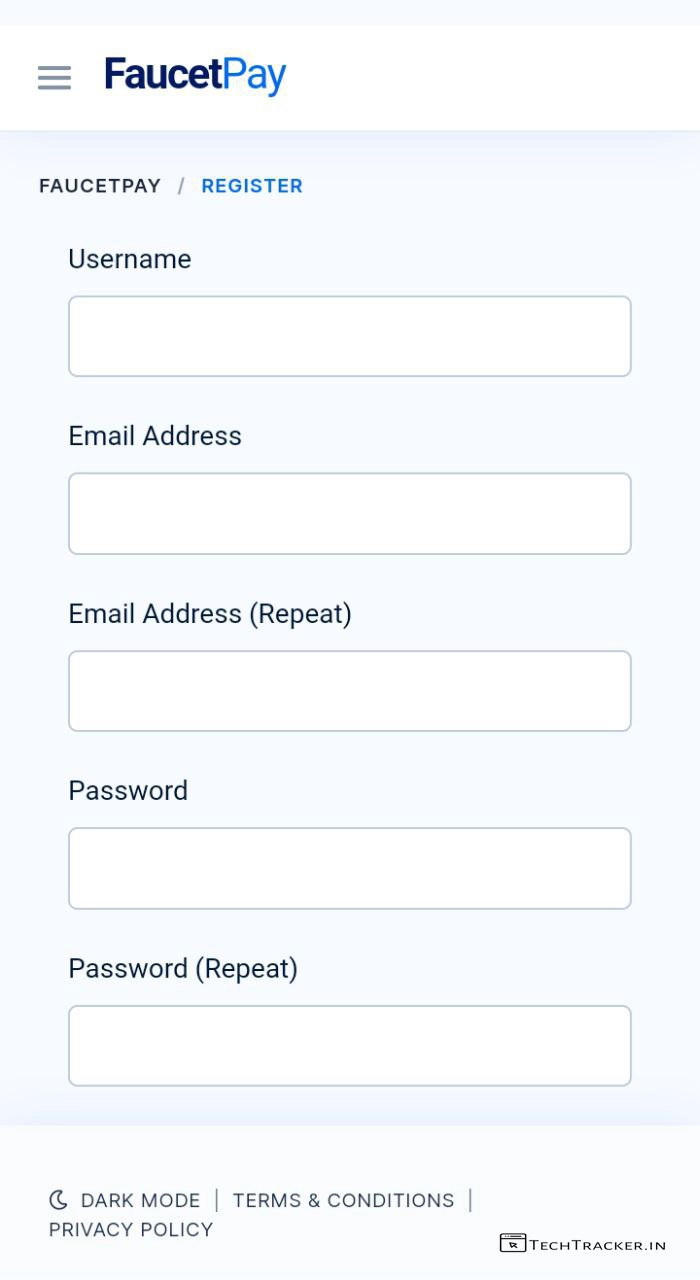 FaucetPay
FAUCETPAY / REGISTER
Username
Email Address
Email Address (Repeat)
Password
Password (Repeat)
DARK MODE | TERMS & CONDITIONS |
PRIVACY POLICY
TECHTRACKER.IN